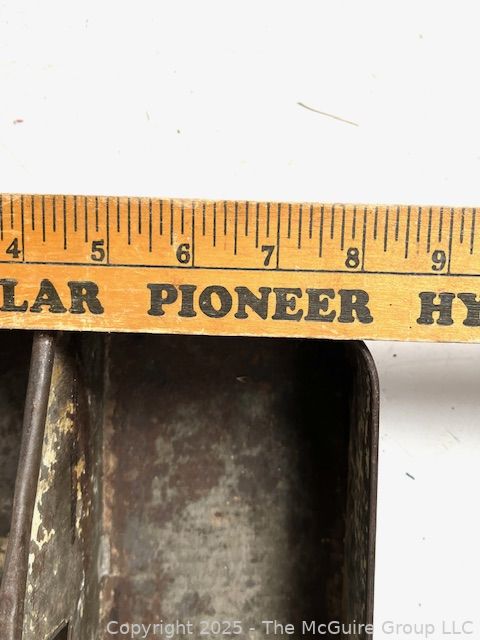 4 5 6 7 8 9
LAR PIONEER HY
Copyright 2025 - The McGuire Group LLC